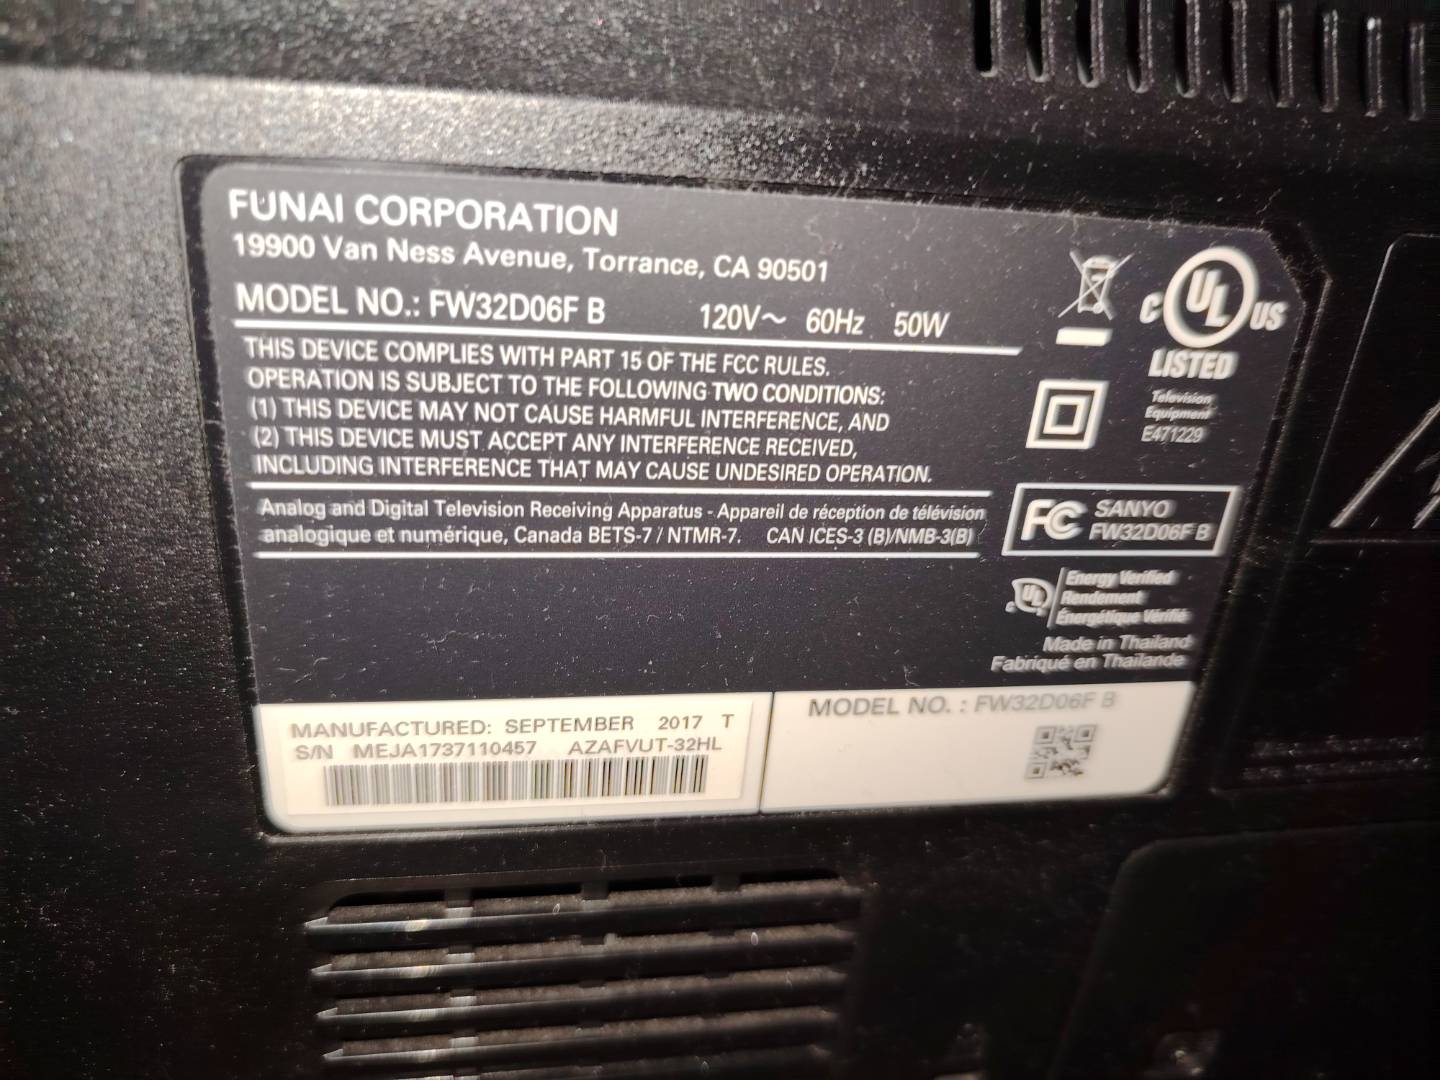 FUNAI CORPORATION
19900 Van Ness Avenue, Torrance, CA 90501
MODEL NO.: FW32D06F B 120V~ 60Hz 50W
THIS DEVICE COMPLIES WITH PART 15 OF THE FCC RULES.
OPERATION IS SUBJECT TO THE FOLLOWING TWO CONDITIONS:
(1) THIS DEVICE MAY NOT CAUSE HARMFUL INTERFERENCE, AND
(2) THIS DEVICE MUST ACCEPT ANY INTERFERENCE RECEIVED,
INCLUDING INTERFERENCE THAT MAY CAUSE UNDESIRED OPERATION.
Analog and Digital Television Receiving Apparatus - Appareil de réception de télévision
analogique et numérique, Canada BETS-7 / NTMR-7. CAN ICES-3 (B)/NMB-3(B)
C UL US
LISTED
Television
Equipment
E471229
FC SANYO
FW32D06F B
c UL Energy Verified
Rendement
Énergétique Vérifié
Made in Thailand
Fabriqué en Thaïlande
MANUFACTURED: SEPTEMBER 2017 T
S/N MEJA1737110457 AZAFVUT-32HL
MODEL NO. : FW32D06F B